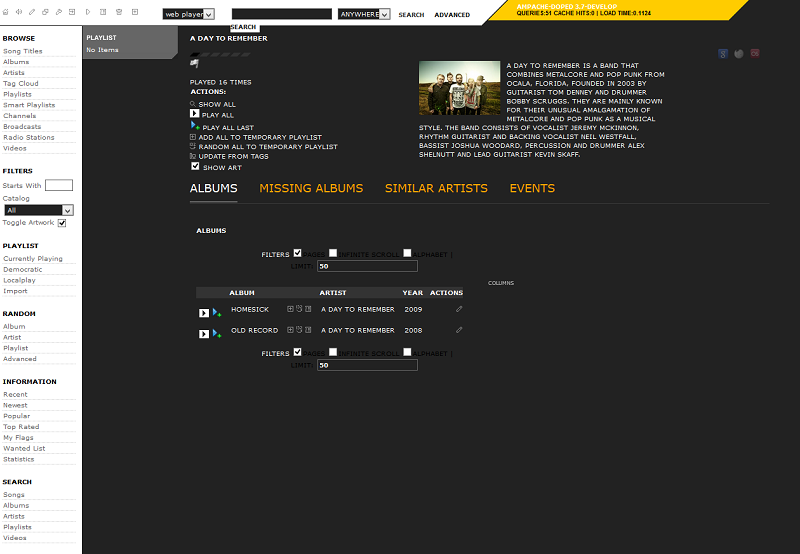 web player
ANYWHERE
SEARCH
ADVANCED
AMPACHE-DOPED 3.7-DEVELOP
QUERIES:51 CACHE HITS:0 | LOAD TIME:0.1124
SEARCH
BROWSE
Song Titles
Albums
Artists
Tag Cloud
Playlists
Smart Playlists
Channels
Broadcasts
Radio Stations
Videos
FILTERS
Starts With
Catalog
All
Toggle Artwork
PLAYLIST
Currently Playing
Democratic
Localplay
Import
RANDOM
Album
Artist
Playlist
Advanced
INFORMATION
Recent
Newest
Popular
Top Rated
My Flags
Wanted List
Statistics
SEARCH
Songs
Albums
Artists
Playlists
Videos
PLAYLIST
No Items
A DAY TO REMEMBER
PLAYED 16 TIMES
ACTIONS:
SHOW ALL
PLAY ALL
PLAY ALL LAST
ADD ALL TO TEMPORARY PLAYLIST
RANDOM ALL TO TEMPORARY PLAYLIST
UPDATE FROM TAGS
SHOW ART
A DAY TO REMEMBER IS A BAND THAT
COMBINES METALCORE AND POP PUNK FROM
OCALA, FLORIDA, FOUNDED IN 2003 BY
GUITARIST TOM DENNEY AND DRUMMER
BOBBY SCRUGGS. THEY ARE MAINLY KNOWN
FOR THEIR UNUSUAL AMALGAMATION OF
METALCORE AND POP PUNK AS A MUSICAL
STYLE. THE BAND CONSISTS OF VOCALIST JEREMY MCKINNON,
RHYTHM GUITARIST AND BACKING VOCALIST NEIL WESTFALL,
BASSIST JOSHUA WOODARD, PERCUSSION AND DRUMMER ALEX
SHELNUTT AND LEAD GUITARIST KEVIN SKAFF.
ALBUMS MISSING ALBUMS SIMILAR ARTISTS EVENTS
ALBUMS
FILTERS PAGES INFINITE SCROLL ALPHABET |
LIMIT: 50
COLUMNS
ALBUM ARTIST YEAR ACTIONS
HOMESICK A DAY TO REMEMBER 2009
OLD RECORD A DAY TO REMEMBER 2008
FILTERS PAGES INFINITE SCROLL ALPHABET |
LIMIT: 50